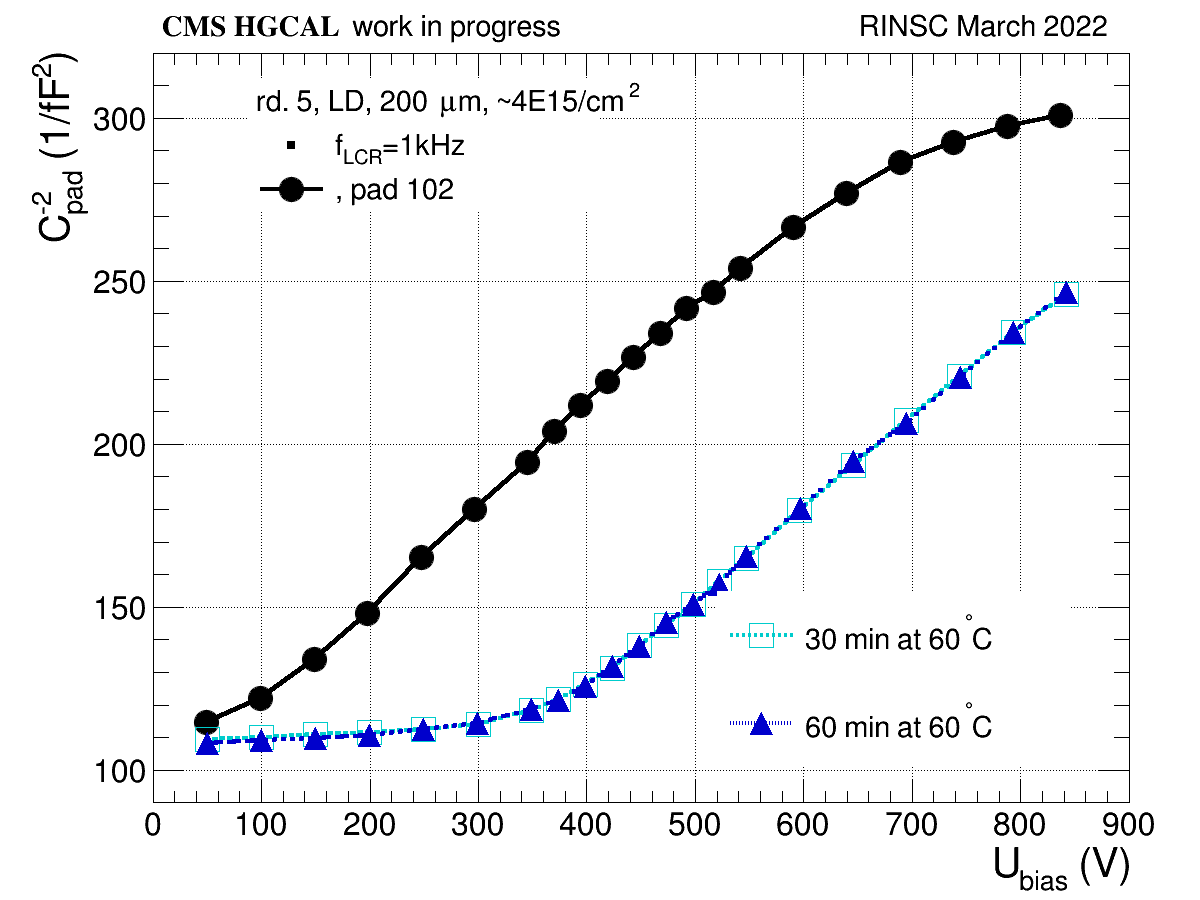 CMS HGCAL work in progress RINSC March 2022
C⁻²pad (1/fF²)
rd. 5, LD, 200 μm, ~4E15/cm²
fLCR=1kHz
, pad 102
300
250
200
150
100
30 min at 60°C
60 min at 60°C
0 100 200 300 400 500 600 700 800 900
Ubias (V)